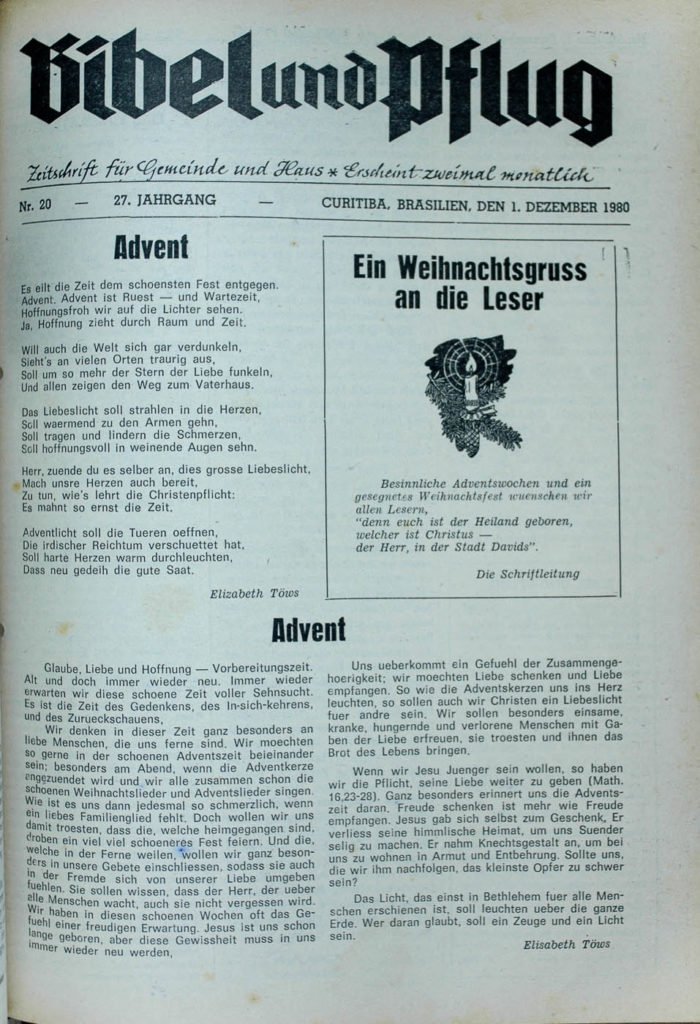 Bibel und Pflug
Zeitschrift für Gemeinde und Haus * Erscheint zweimal monatlich
Nr. 20 — 27. JAHRGANG — CURITIBA, BRASILIEN, DEN 1. DEZEMBER 1980
Advent
Es eilt die Zeit dem schoensten Fest entgegen.
Advent. Advent ist Ruest — und Wartezeit,
Hoffnungsfroh wir auf die Lichter sehen.
Ja, Hoffnung zieht durch Raum und Zeit.
Will auch die Welt sich gar verdunkeln,
Sieht's an vielen Orten traurig aus,
Soll um so mehr der Stern der Liebe funkeln,
Und allen zeigen den Weg zum Vaterhaus.
Das Liebeslicht soll strahlen in die Herzen,
Soll waermend zu den Armen gehn,
Soll tragen und lindern die Schmerzen,
Soll hoffnungsvoll in weinende Augen sehn.
Herr, zuende du es selber an, dies grosse Liebeslicht,
Mach unsre Herzen auch bereit,
Zu tun, wie's lehrt die Christenpflicht:
Es mahnt so ernst die Zeit.
Adventlicht soll die Tueren oeffnen,
Die irdischer Reichtum verschuettet hat,
Soll harte Herzen warm durchleuchten,
Dass neu gedeih die gute Saat.
Elizabeth Töws
Ein Weihnachtsgruss
an die Leser
Besinnliche Adventswochen und ein
gesegnetes Weihnachtsfest wuenschen wir
allen Lesern,
"denn euch ist der Heiland geboren,
welcher ist Christus —
der Herr, in der Stadt Davids".
Die Schriftleitung
Advent
Glaube, Liebe und Hoffnung — Vorbereitungszeit.
Alt und doch immer wieder neu. Immer wieder
erwarten wir diese schoene Zeit voller Sehnsucht.
Es ist die Zeit des Gedenkens, des In-sich-kehrens,
und des Zurueckschauens,
Wir denken in dieser Zeit ganz besonders an
liebe Menschen, die uns ferne sind. Wir moechten
so gerne in der schoenen Adventszeit beieinander
sein; besonders am Abend, wenn die Adventkerze
angezuendet wird und wir alle zusammen schon die
schoenen Weihnachtslieder und Adventslieder singen.
Wie ist es uns dann jedesmal so schmerzlich, wenn
ein liebes Familienglied fehlt. Doch wollen wir uns
damit troesten, dass die, welche heimgegangen sind,
droben ein viel viel schoeneres Fest feiern. Und die,
welche in der Ferne weilen, wollen wir ganz beson-
ders in unsere Gebete einschliessen, sodass sie auch
in der Fremde sich von unserer Liebe umgeben
fuehlen. Sie sollen wissen, dass der Herr, der ueber
alle Menschen wacht, auch sie nicht vergessen wird.
Wir haben in diesen schoenen Wochen oft das Ge-
fuehl einer freudigen Erwartung. Jesus ist uns schon
lange geboren, aber diese Gewissheit muss in uns
immer wieder neu werden,
Uns ueberkommt ein Gefuehl der Zusammenge-
hoerigkeit; wir moechten Liebe schenken und Liebe
empfangen. So wie die Adventskerzen uns ins Herz
leuchten, so sollen auch wir Christen ein Liebeslicht
fuer andre sein. Wir sollen besonders einsame,
kranke, hungernde und verlorene Menschen mit Ga-
ben der Liebe erfreuen, sie troesten und ihnen das
Brot des Lebens bringen.
Wenn wir Jesu Juenger sein wollen, so haben
wir die Pflicht, seine Liebe weiter zu geben (Math.
16,23-28). Ganz besonders erinnert uns die Advents-
zeit daran. Freude schenken ist mehr wie Freude
empfangen. Jesus gab sich selbst zum Geschenk, Er
verliess seine himmlische Heimat, um uns Suender
selig zu machen. Er nahm Knechtsgestalt an, um bei
uns zu wohnen in Armut und Entbehrung. Sollte uns,
die wir ihm nachfolgen, das kleinste Opfer zu schwer
sein?
Das Licht, das einst in Bethlehem fuer alle Men-
schen erschienen ist, soll leuchten ueber die ganze
Erde. Wer daran glaubt, soll ein Zeuge und ein Licht
sein.
Elisabeth Töws